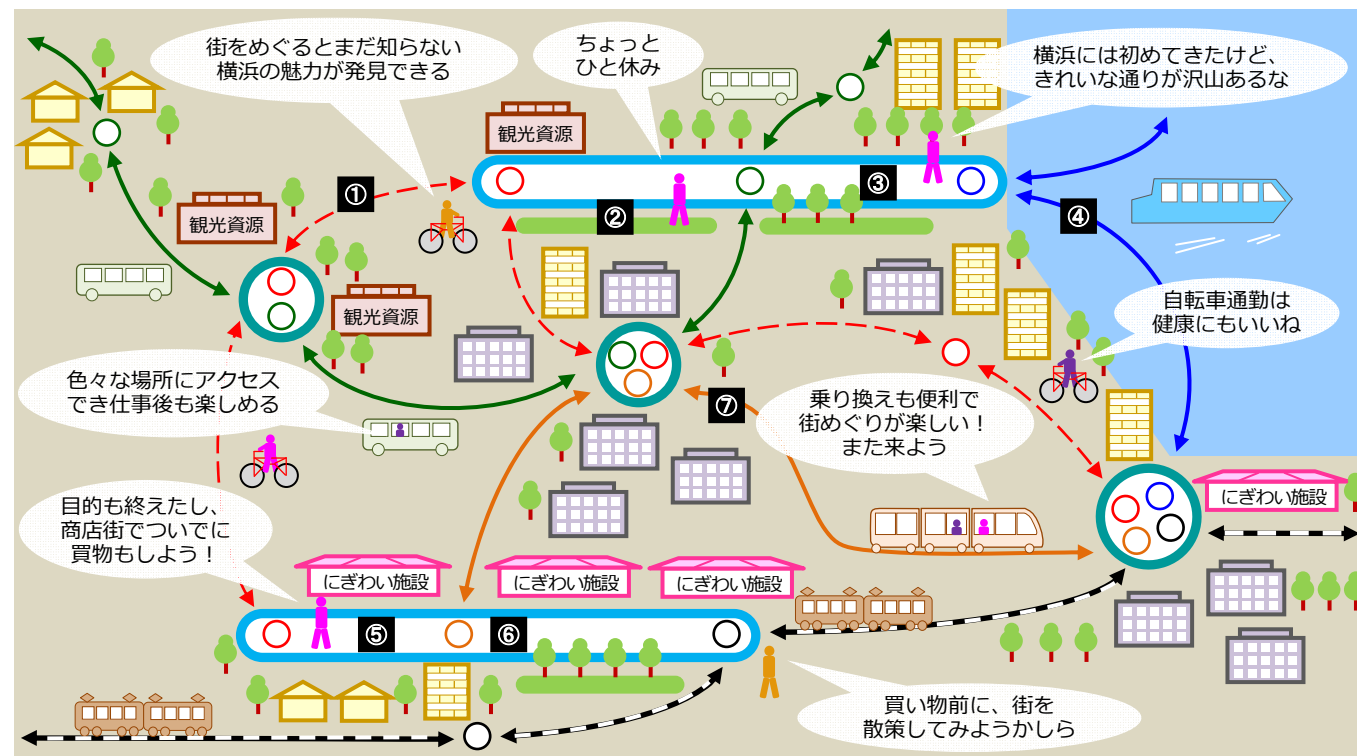 街をめぐるとまだ知らない
横浜の魅力が発見できる
ちょっと
ひと休み
横浜には初めてきたけど、
きれいな通りが沢山あるな
観光資源
①
③
観光資源
②
④
観光資源
自転車通勤は
健康にもいいね
色々な場所にアクセス
でき仕事後も楽しめる
⑦
乗り換えも便利で
街めぐりが楽しい！
また来よう
目的も終えたし、
商店街でついでに
買物もしよう！
にぎわい施設
にぎわい施設
にぎわい施設
にぎわい施設
⑤
⑥
買い物前に、街を
散策してみようかしら